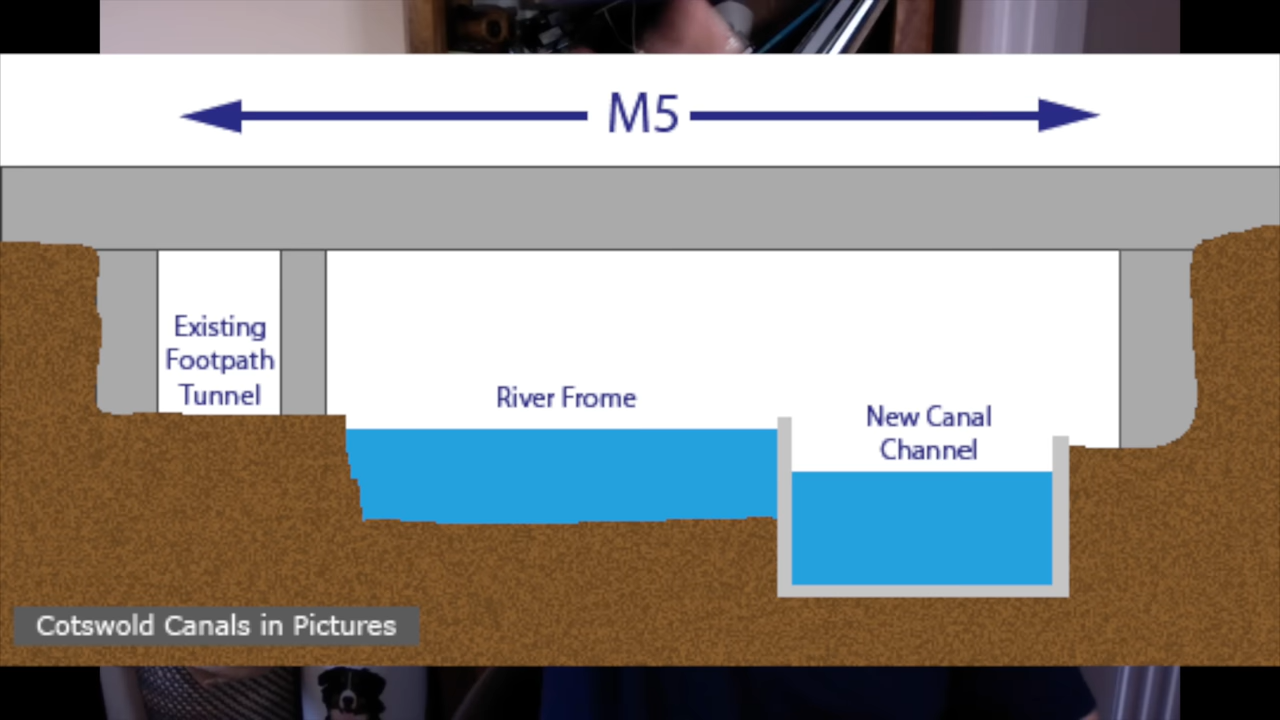 M5
Existing
Footpath
Tunnel
River Frome
New Canal
Channel
Cotswold Canals in Pictures